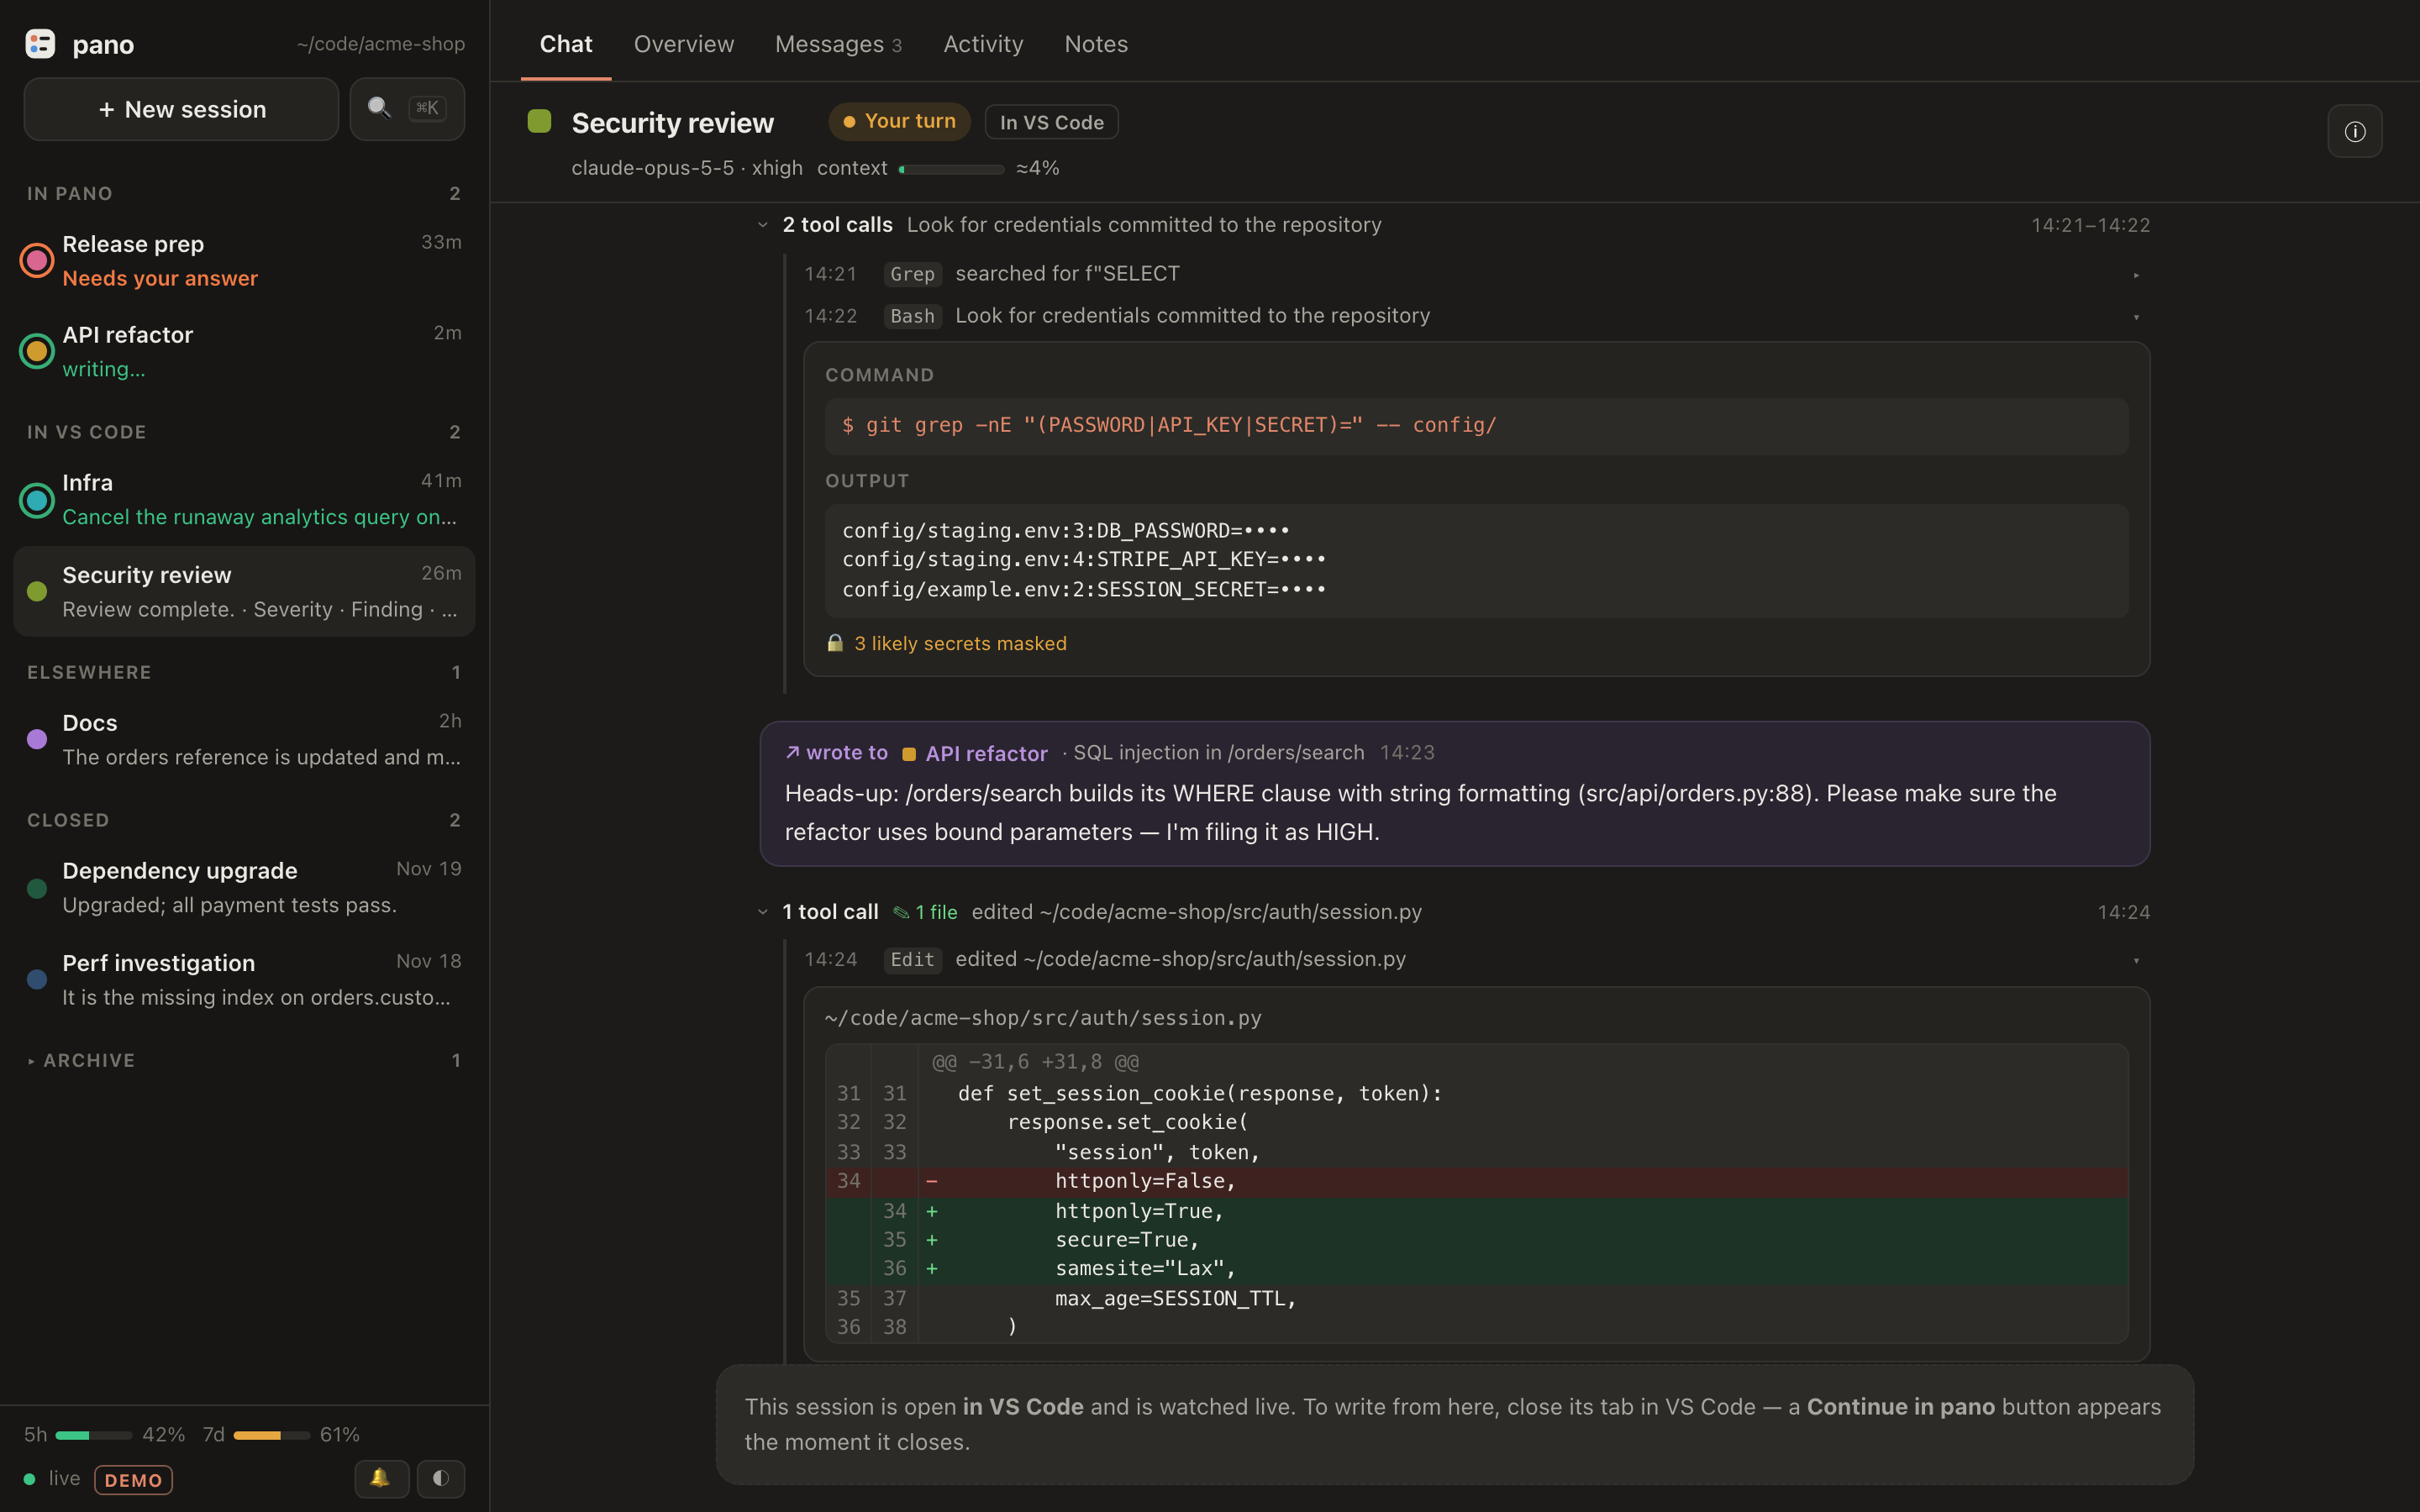 pano
~/code/acme-shop
+ New session
⌘K
IN PANO 2
Release prep 33m
Needs your answer
API refactor 2m
writing…
IN VS CODE 2
Infra 41m
Cancel the runaway analytics query on…
Security review 26m
Review complete. · Severity · Finding · …
ELSEWHERE 1
Docs 2h
The orders reference is updated and m…
CLOSED 2
Dependency upgrade Nov 19
Upgraded; all payment tests pass.
Perf investigation Nov 18
It is the missing index on orders.custo…
▸ ARCHIVE 1
5h 42% 7d 61%
live DEMO
Chat Overview Messages 3 Activity Notes
Security review Your turn In VS Code
claude-opus-5-5 · xhigh context ≈4%
2 tool calls Look for credentials committed to the repository 14:21–14:22
14:21 Grep searched for f"SELECT
14:22 Bash Look for credentials committed to the repository
COMMAND
$ git grep -nE "(PASSWORD|API_KEY|SECRET)=" -- config/
OUTPUT
config/staging.env:3:DB_PASSWORD=••••
config/staging.env:4:STRIPE_API_KEY=••••
config/example.env:2:SESSION_SECRET=••••
🔒 3 likely secrets masked
↗ wrote to API refactor · SQL injection in /orders/search 14:23
Heads-up: /orders/search builds its WHERE clause with string formatting (src/api/orders.py:88). Please make sure the
refactor uses bound parameters — I'm filing it as HIGH.
1 tool call ✎ 1 file edited ~/code/acme-shop/src/auth/session.py 14:24
14:24 Edit edited ~/code/acme-shop/src/auth/session.py
~/code/acme-shop/src/auth/session.py
@@ -31,6 +31,8 @@
31 31 def set_session_cookie(response, token):
32 32 response.set_cookie(
33 33 "session", token,
34 - httponly=False,
34 + httponly=True,
35 + secure=True,
36 + samesite="Lax",
35 37 max_age=SESSION_TTL,
36 38 )
This session is open in VS Code and is watched live. To write from here, close its tab in VS Code — a Continue in pano button appears
the moment it closes.